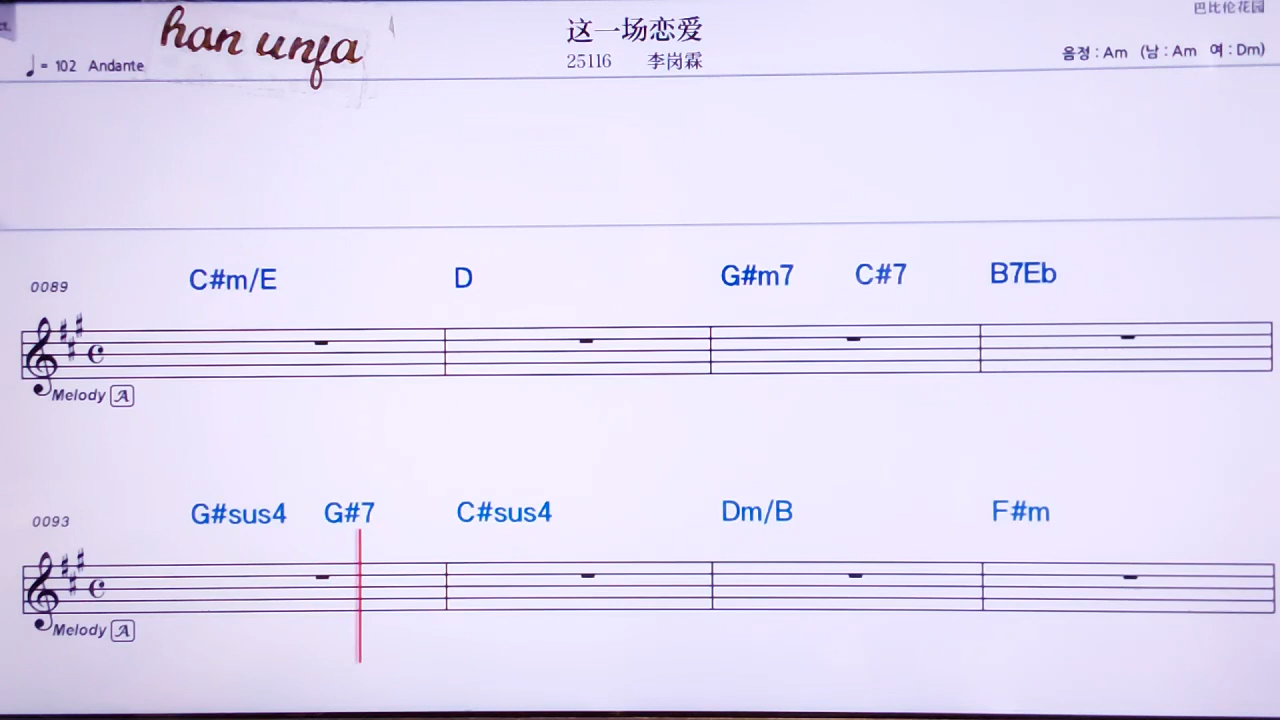 巴比伦花园
han unfa
这一场恋爱
♩= 102 Andante
25116 李岗霖
음정 : Am (남 : Am 여 : Dm)
0089 C#m/E D G#m7 C#7 B7Eb
Melody A
0093 G#sus4 G#7 C#sus4 Dm/B F#m
Melody A